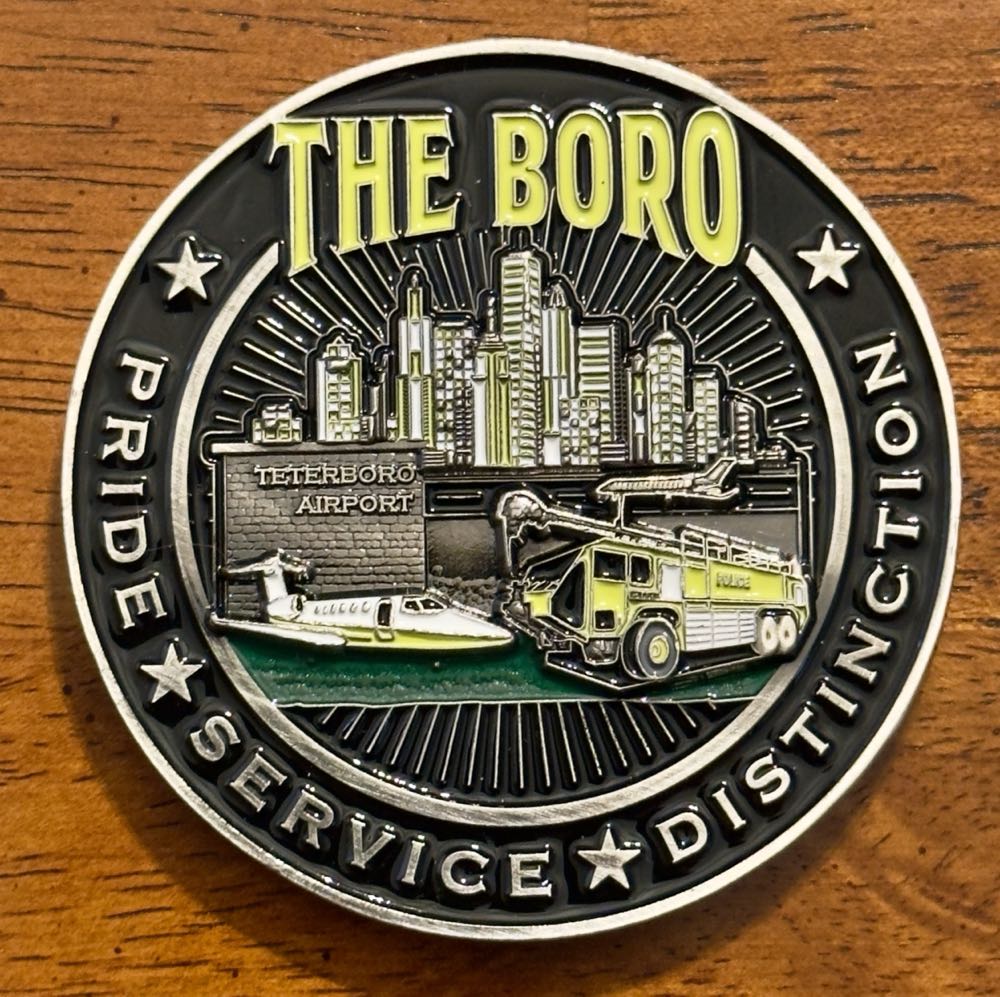 THE BORO
TETERBORO
AIRPORT
POLICE
PRIDE ★ SERVICE ★ DISTINCTION